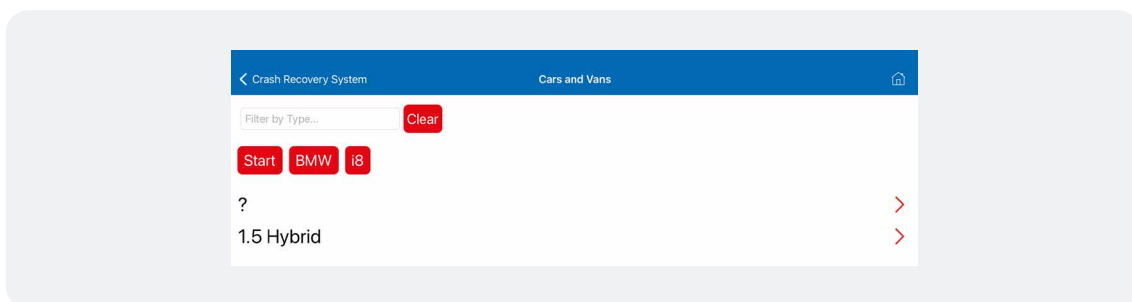 Crash Recovery System Cars and Vans
Filter by Type... Clear
Start BMW i8
?
1.5 Hybrid